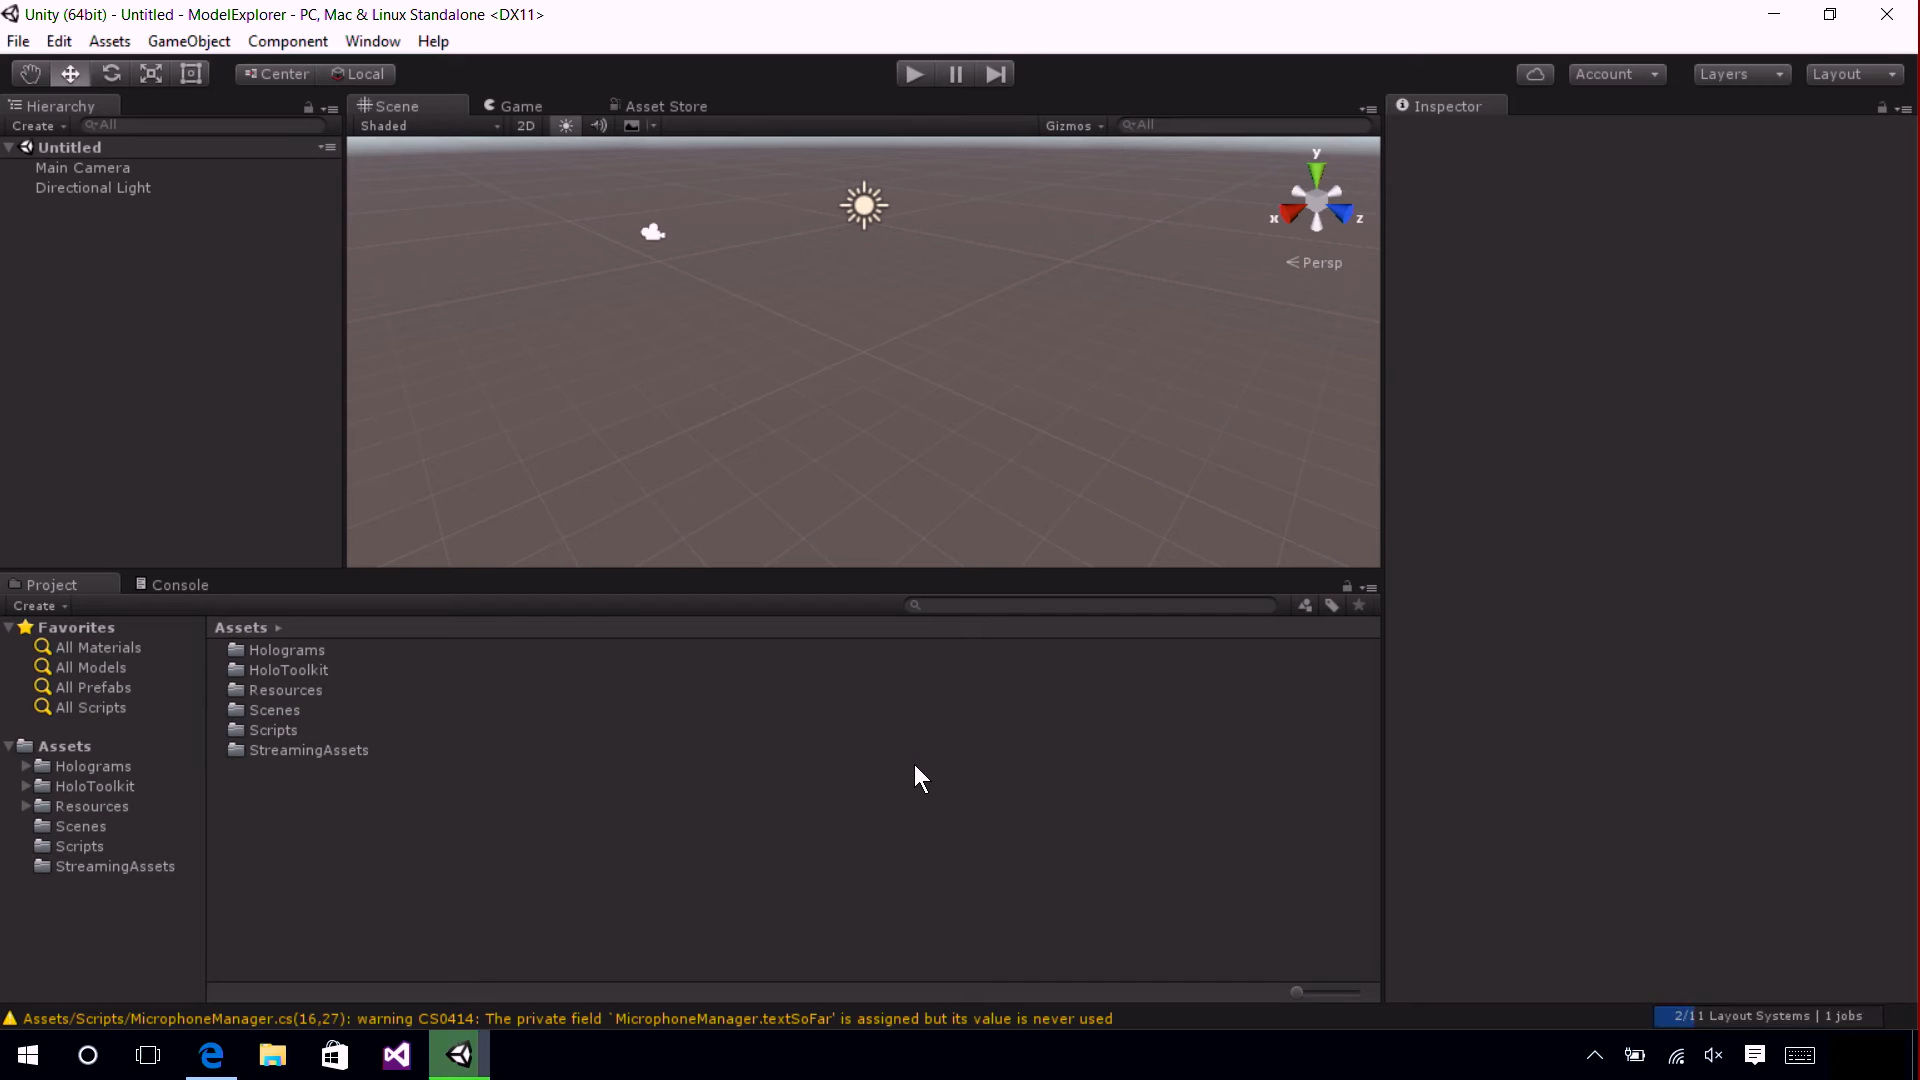 Unity (64bit) - Untitled - ModelExplorer - PC, Mac & Linux Standalone <DX11>
File Edit Assets GameObject Component Window Help
Center Local Account Layers Layout
Hierarchy Scene Game Asset Store Inspector
Create All Shaded 2D Gizmos All
Untitled
Main Camera
Directional Light
y
x z
Persp
Project Console
Create
Favorites
All Materials
All Models
All Prefabs
All Scripts
Assets
Holograms
HoloToolkit
Resources
Scenes
Scripts
StreamingAssets
Assets
Holograms
HoloToolkit
Resources
Scenes
Scripts
StreamingAssets
Assets/Scripts/MicrophoneManager.cs(16,27): warning CS0414: The private field `MicrophoneManager.textSoFar' is assigned but its value is never used
2/11 Layout Systems | 1 jobs